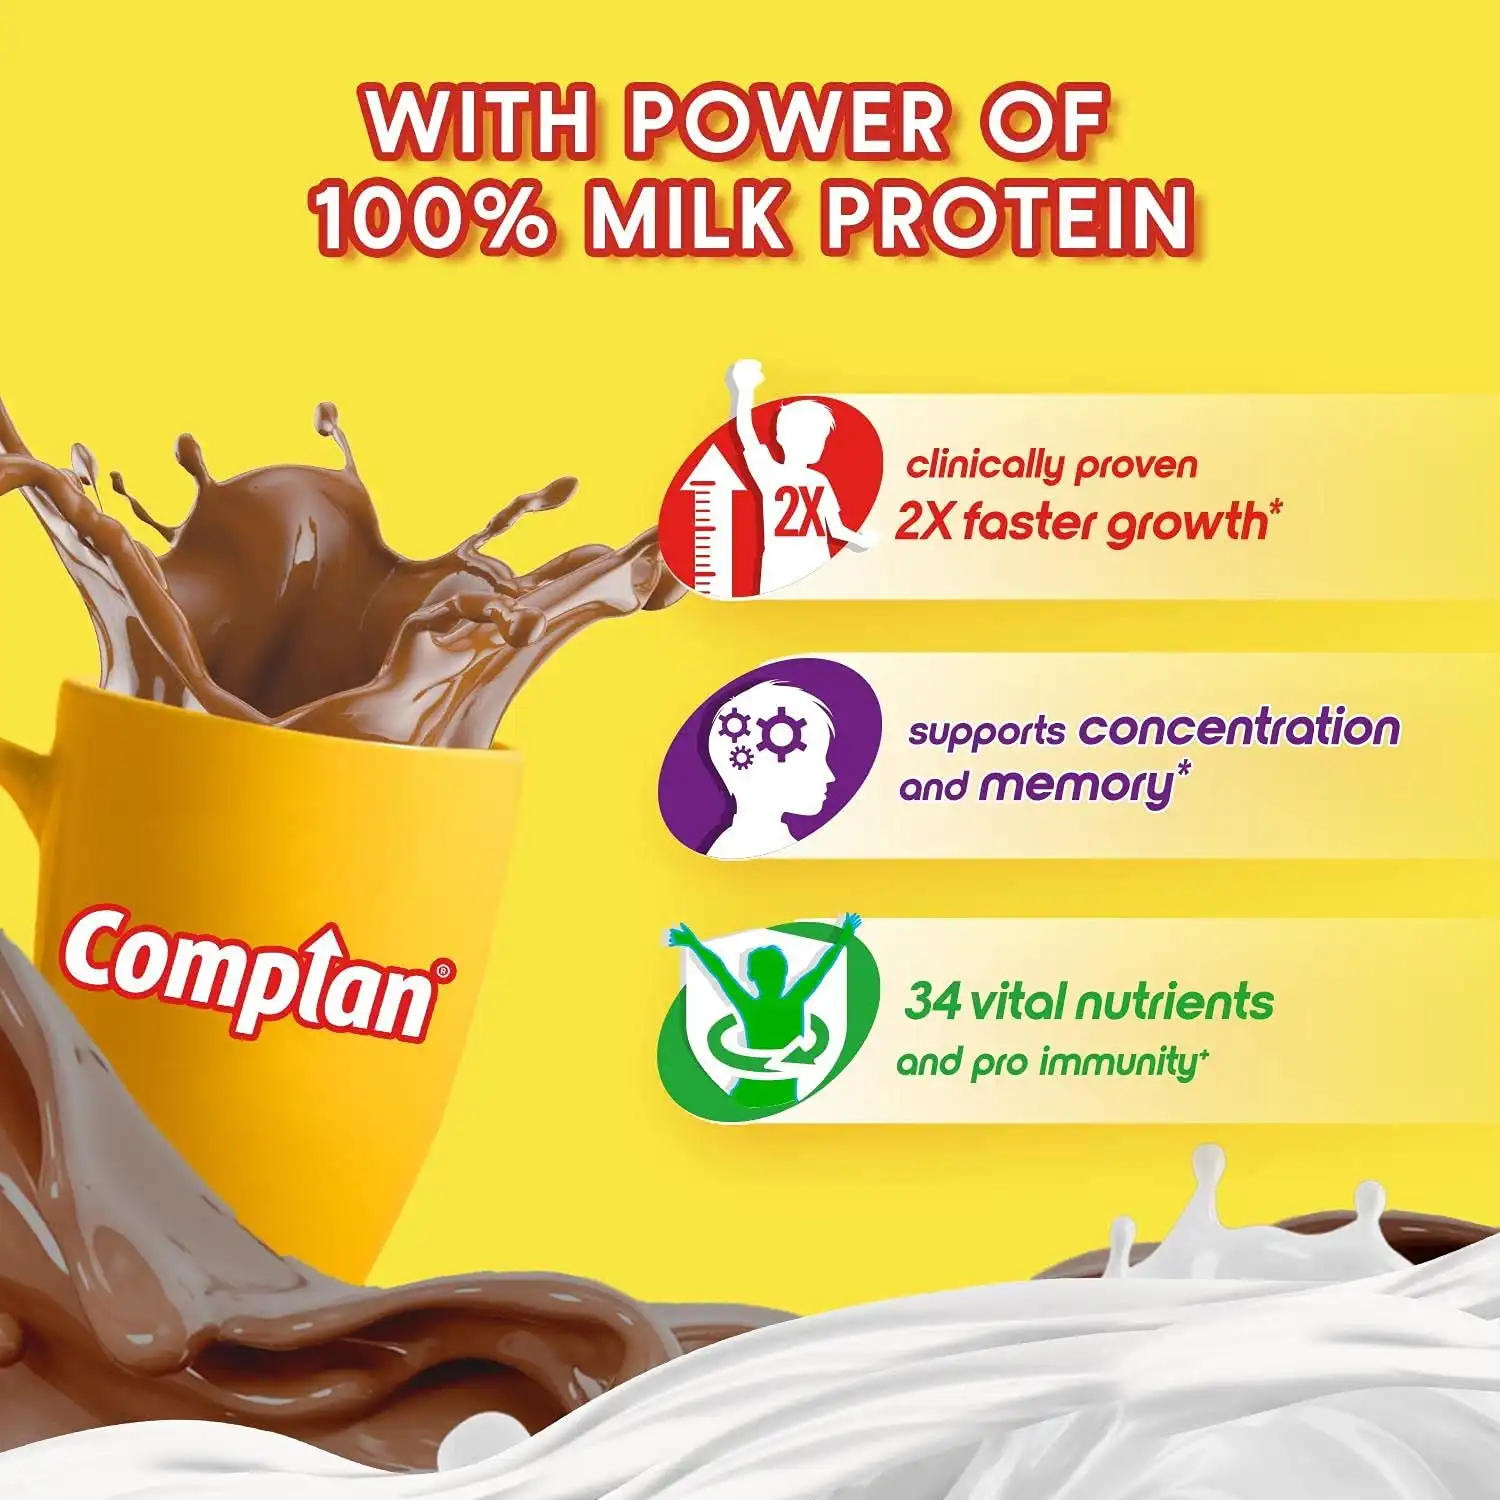 WITH POWER OF
100% MILK PROTEIN
2X
clinically proven
2X faster growth*
supports concentration
and memory*
Complan®
34 vital nutrients
and pro immunity+